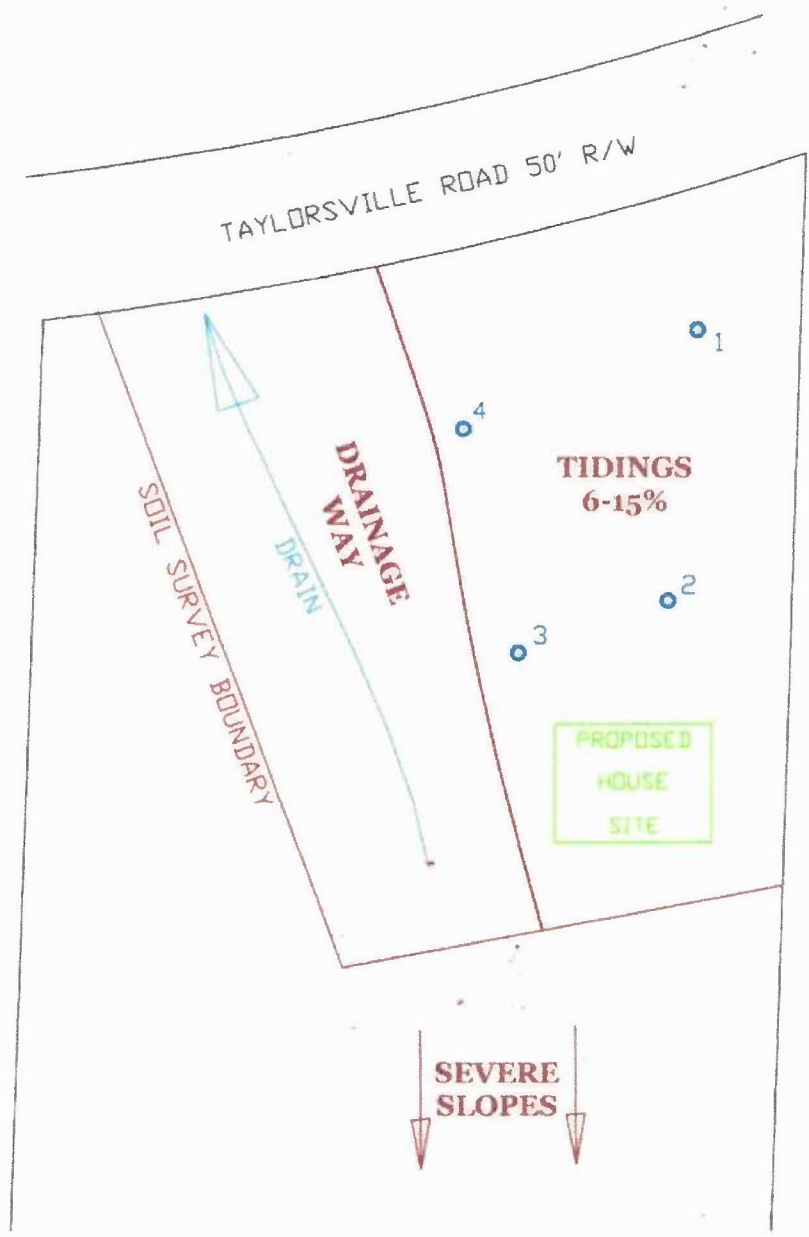 TAYLORSVILLE ROAD 50' R/W
1
4
TIDINGS
6-15%
DRAINAGE
WAY
SOIL SURVEY BOUNDARY
DRAIN
2
3
PROPOSED
HOUSE
SITE
SEVERE
SLOPES